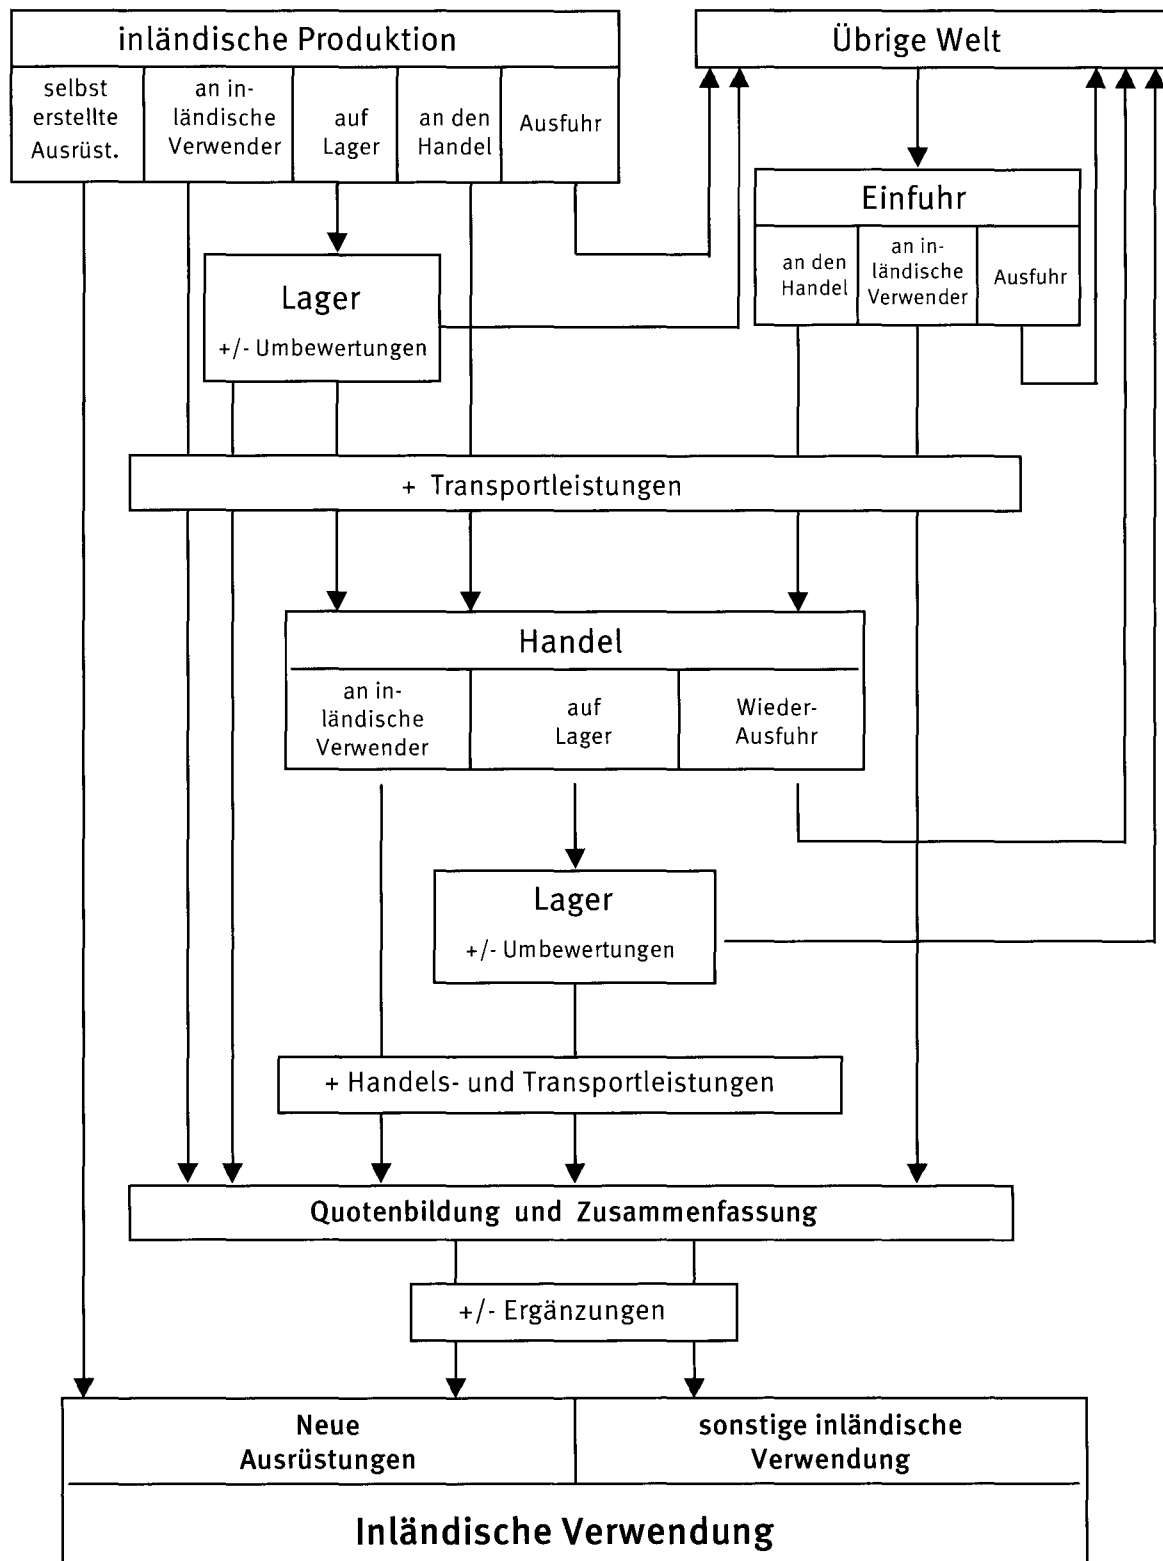 inländische Produktion
selbst
erstellte
Ausrüst.
an in-
ländische
Verwender
auf
Lager
an den
Handel
Ausfuhr
Übrige Welt
Einfuhr
an den
Handel
an in-
ländische
Verwender
Ausfuhr
Lager
+/- Umbewertungen
+ Transportleistungen
Handel
an in-
ländische
Verwender
auf
Lager
Wieder-
Ausfuhr
Lager
+/- Umbewertungen
+ Handels- und Transportleistungen
Quotenbildung und Zusammenfassung
+/- Ergänzungen
Neue
Ausrüstungen
sonstige inländische
Verwendung
Inländische Verwendung